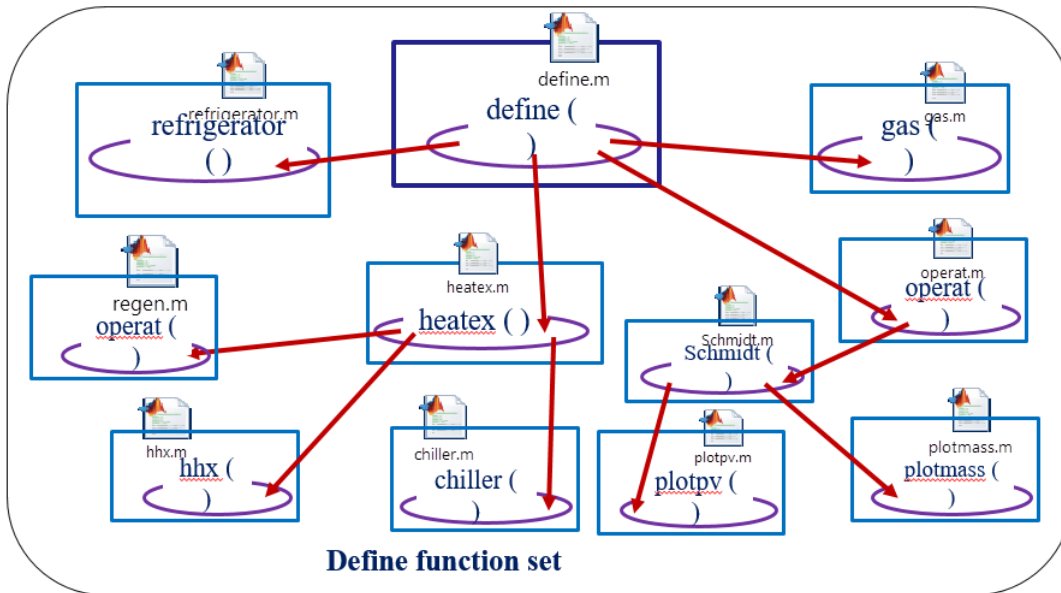 define.m
define (
)
refrigerator.m
refrigerator
( )
gas.m
gas (
)
regen.m
operat (
)
heatex.m
heatex ( )
operat.m
operat (
)
Schmidt.m
Schmidt (
)
hhx.m
hhx (
)
chiller.m
chiller (
)
plotpv.m
plotpv (
)
plotmass.m
plotmass (
)
Define function set